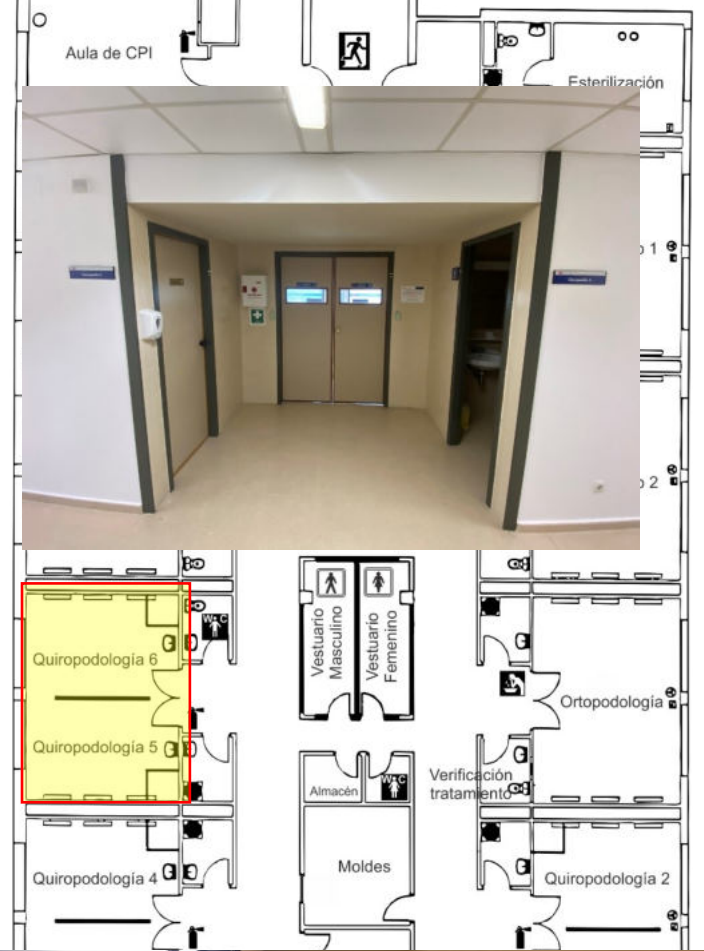 Aula de CPI
Esterilización
1
2
W C
Vestuario
Masculino
Vestuario
Femenino
Quiropodología 6
Ortopodología
Quiropodología 5
Almacén
W C
Verificación
tratamiento
Moldes
Quiropodología 4
Quiropodología 2